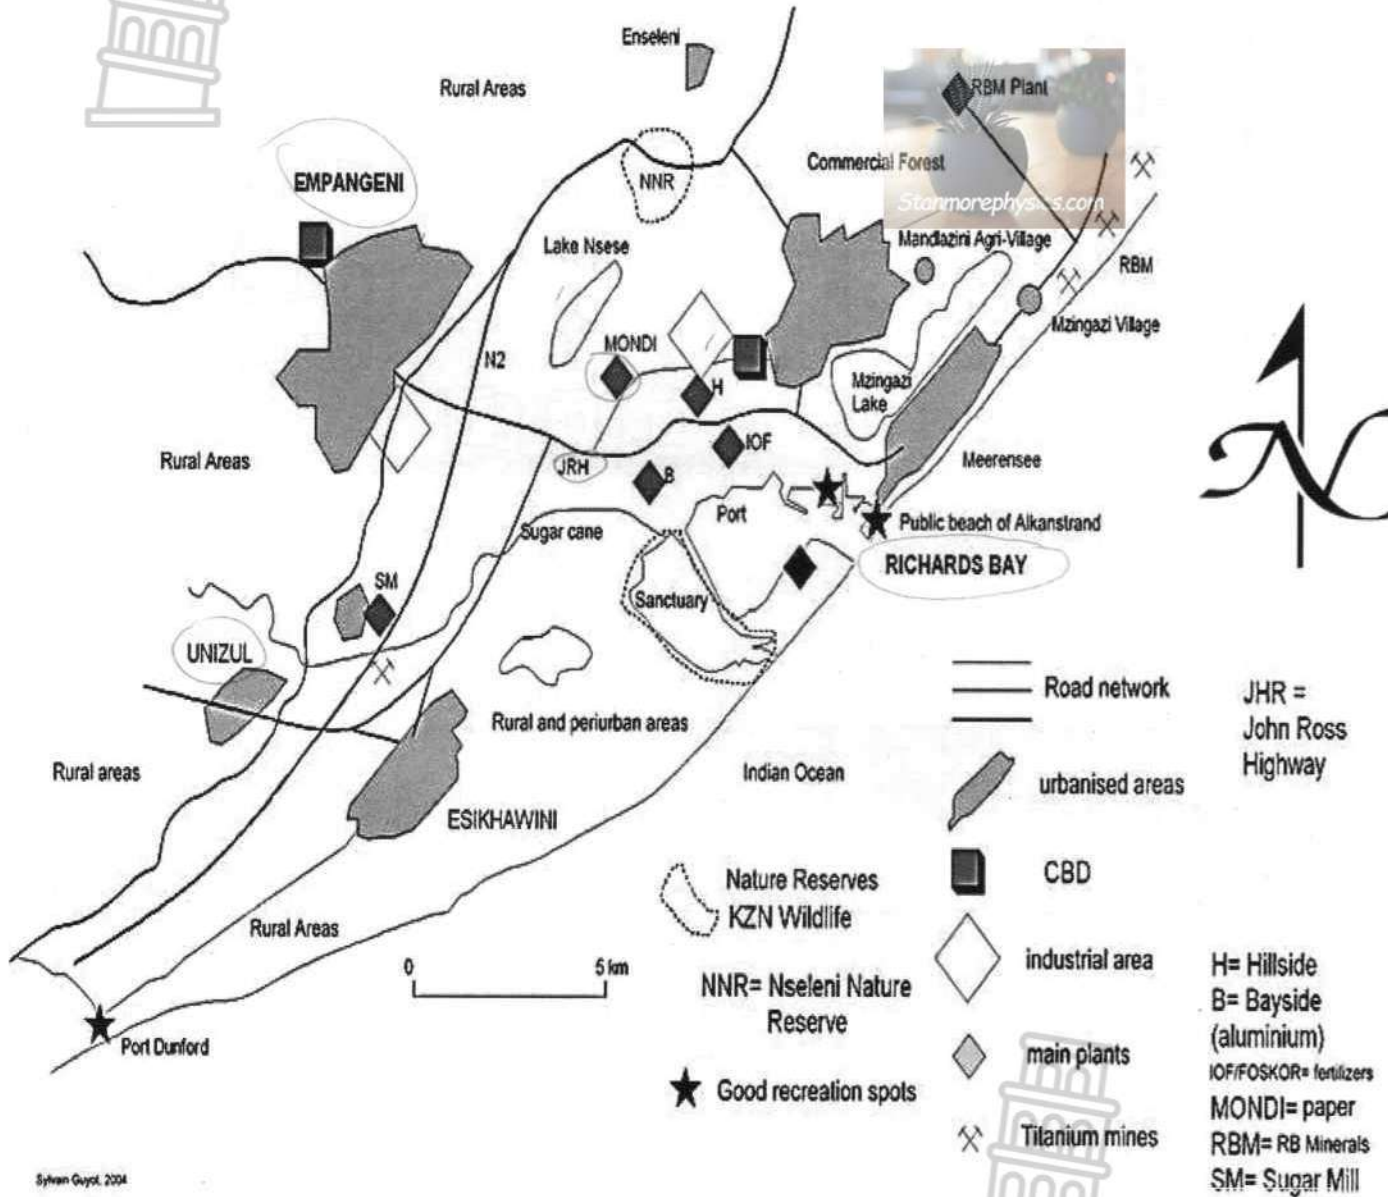 Enseleni
Rural Areas
RBM Plant
Commercial Forest
EMPANGENI
NNR
Stanmorephysics.com
Mandlazini Agri-Village
Lake Nsese
RBM
Mzingazi Village
MONDI
N2
H
Mzingazi
Lake
IOF
Rural Areas
JRH
Meerensee
B
Port
Public beach of Alkanstrand
Sugar cane
RICHARDS BAY
SM
Sanctuary
UNIZUL
Rural and periurban areas
Rural areas
Indian Ocean
ESIKHAWINI
Rural Areas
0 5 km
Port Dunford
Road network
urbanised areas
CBD
Nature Reserves
KZN Wildlife
industrial area
NNR= Nseleni Nature
Reserve
main plants
Good recreation spots
Titanium mines
JHR =
John Ross
Highway
H= Hillside
B= Bayside
(aluminium)
IOF/FOSKOR= fertilizers
MONDI= paper
RBM= RB Minerals
SM= Sugar Mill
N
Sylvain Guyot, 2004